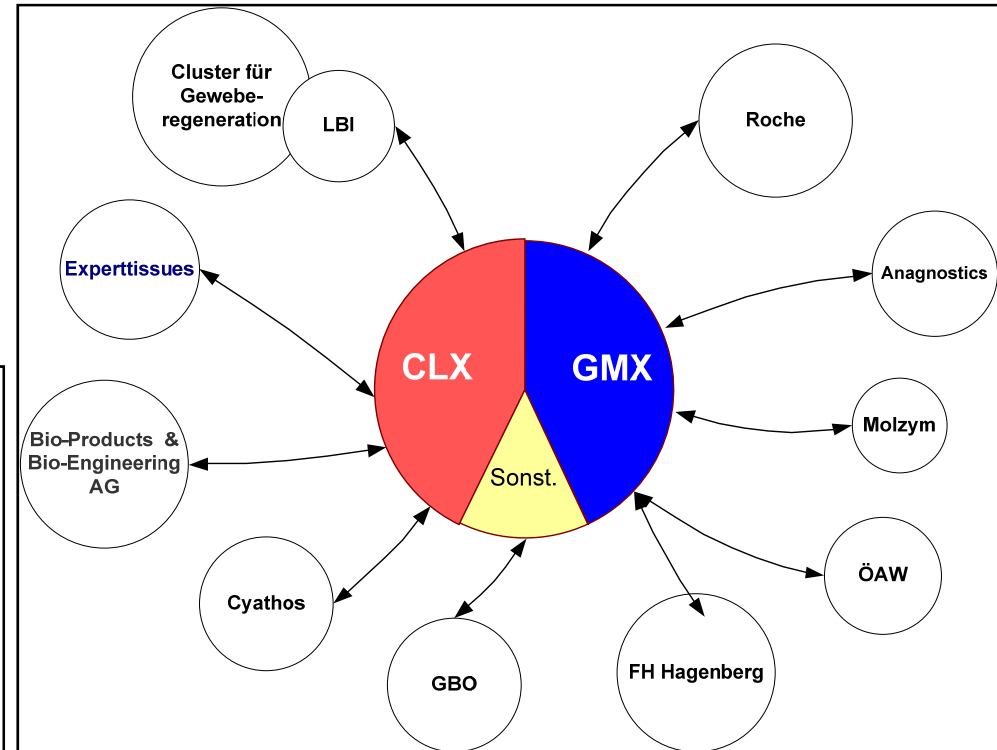 Cluster für
Gewebe-
regeneration
LBI
Roche
Experttissues
Anagnostics
CLX
GMX
Bio-Products &
Bio-Engineering
AG
Molzym
Sonst.
Cyathos
ÖAW
GBO
FH Hagenberg